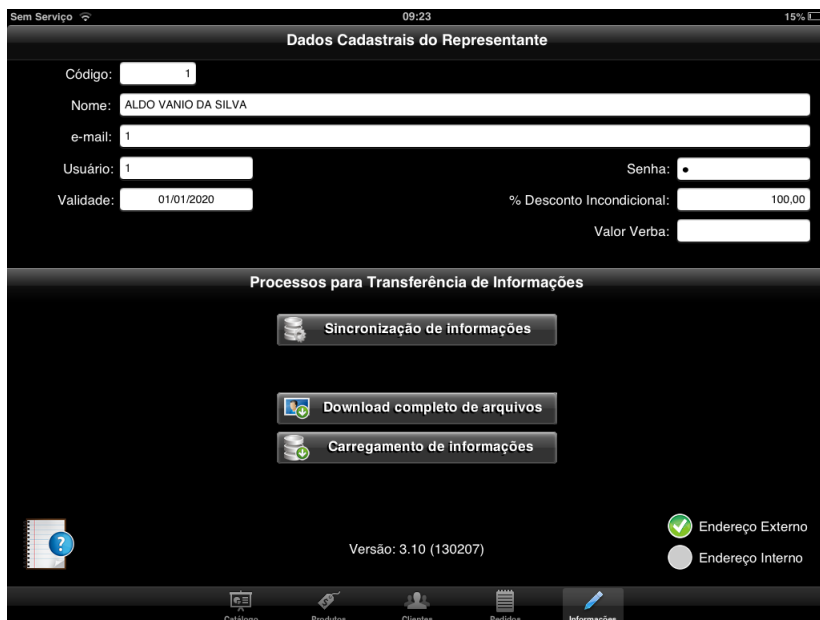 Sem Serviço 09:23 15%
Dados Cadastrais do Representante
Código: 1
Nome: ALDO VANIO DA SILVA
e-mail: 1
Usuário: 1 Senha: •
Validade: 01/01/2020 % Desconto Incondicional: 100,00
Valor Verba:
Processos para Transferência de Informações
Sincronização de informações
Download completo de arquivos
Carregamento de informações
Endereço Externo
Versão: 3.10 (130207)
Endereço Interno
Catálogo Produtos Clientes Pedidos Informações